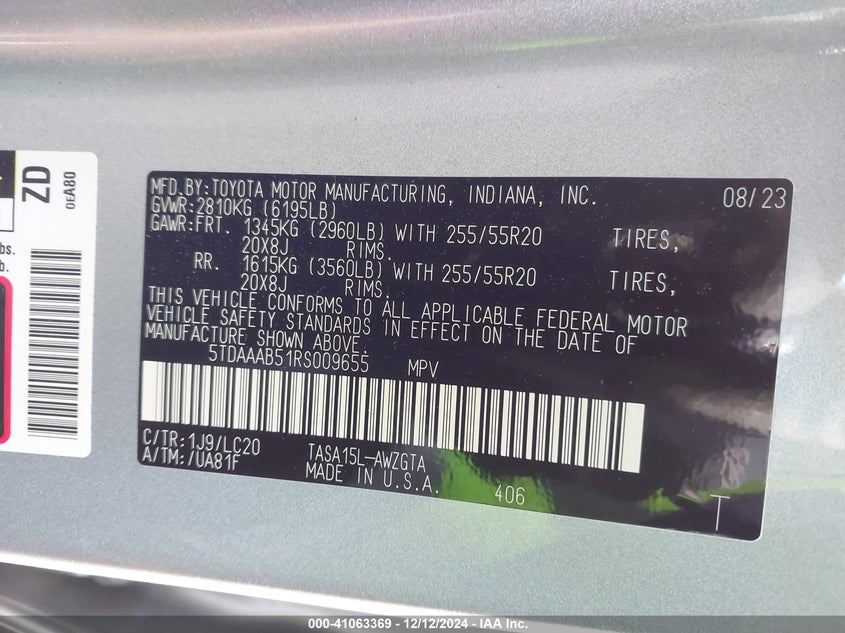 ZD
0EA80
bs.
b.
MFD.BY:TOYOTA MOTOR MANUFACTURING, INDIANA, INC. 08/23
GVWR:2810KG (6195LB)
GAWR:FRT. 1345KG (2960LB) WITH 255/55R20 TIRES,
20X8J RIMS.
RR. 1615KG (3560LB) WITH 255/55R20 TIRES,
20X8J RIMS.
THIS VEHICLE CONFORMS TO ALL APPLICABLE FEDERAL MOTOR
VEHICLE SAFETY STANDARDS IN EFFECT ON THE DATE OF
MANUFACTURE SHOWN ABOVE.
5TDAAAB51RS009655 MPV
C/TR:1J9/LC20 TASA15L-AWZGTA
A/TM:/UA81F MADE IN U.S.A. 406 T
000-41063369 - 12/12/2024 - IAA Inc.